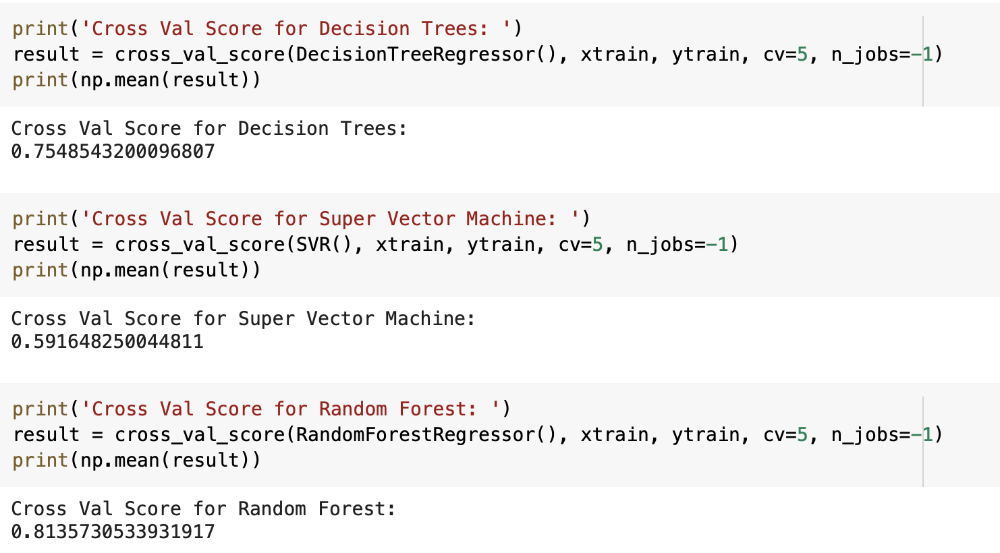 print('Cross Val Score for Decision Trees: ')
result = cross_val_score(DecisionTreeRegressor(), xtrain, ytrain, cv=5, n_jobs=-1)
print(np.mean(result))
Cross Val Score for Decision Trees:
0.7548543200096807
print('Cross Val Score for Super Vector Machine: ')
result = cross_val_score(SVR(), xtrain, ytrain, cv=5, n_jobs=-1)
print(np.mean(result))
Cross Val Score for Super Vector Machine:
0.591648250044811
print('Cross Val Score for Random Forest: ')
result = cross_val_score(RandomForestRegressor(), xtrain, ytrain, cv=5, n_jobs=-1)
print(np.mean(result))
Cross Val Score for Random Forest:
0.8135730533931917